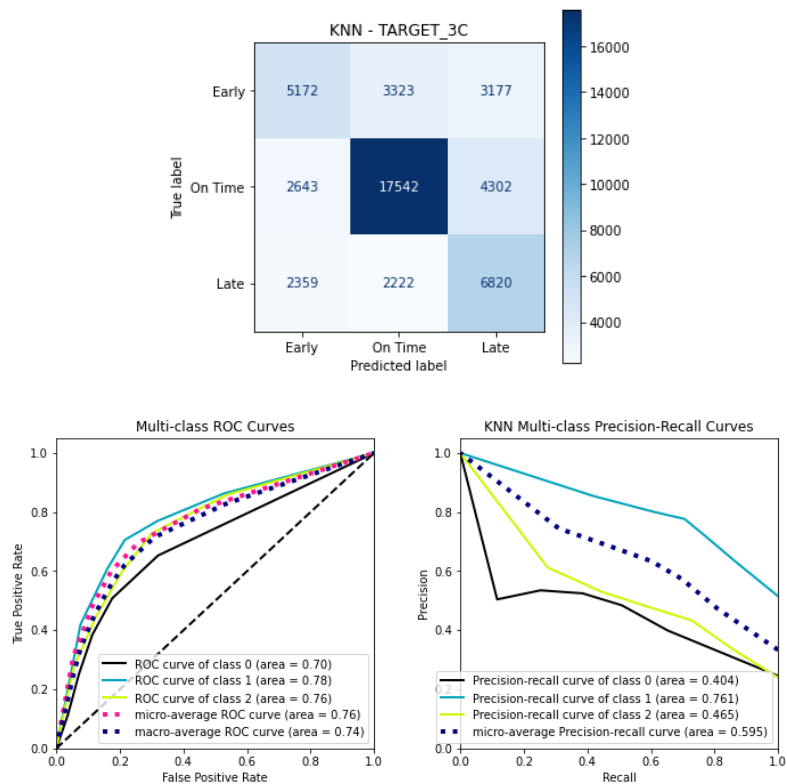 KNN - TARGET_3C
16000
14000
12000
10000
8000
6000
4000
True label
Early
5172 3323 3177
On Time
2643 17542 4302
Late
2359 2222 6820
Early On Time Late
Predicted label
Multi-class ROC Curves
True Positive Rate
1.0
0.8
0.6
0.4
0.2
0.0
ROC curve of class 0 (area = 0.70)
ROC curve of class 1 (area = 0.78)
ROC curve of class 2 (area = 0.76)
micro-average ROC curve (area = 0.76)
macro-average ROC curve (area = 0.74)
0.0 0.2 0.4 0.6 0.8 1.0
False Positive Rate
KNN Multi-class Precision-Recall Curves
Precision
1.0
0.8
0.6
0.4
0.2
0.0
Precision-recall curve of class 0 (area = 0.404)
Precision-recall curve of class 1 (area = 0.761)
Precision-recall curve of class 2 (area = 0.465)
micro-average Precision-recall curve (area = 0.595)
0.0 0.2 0.4 0.6 0.8 1.0
Recall